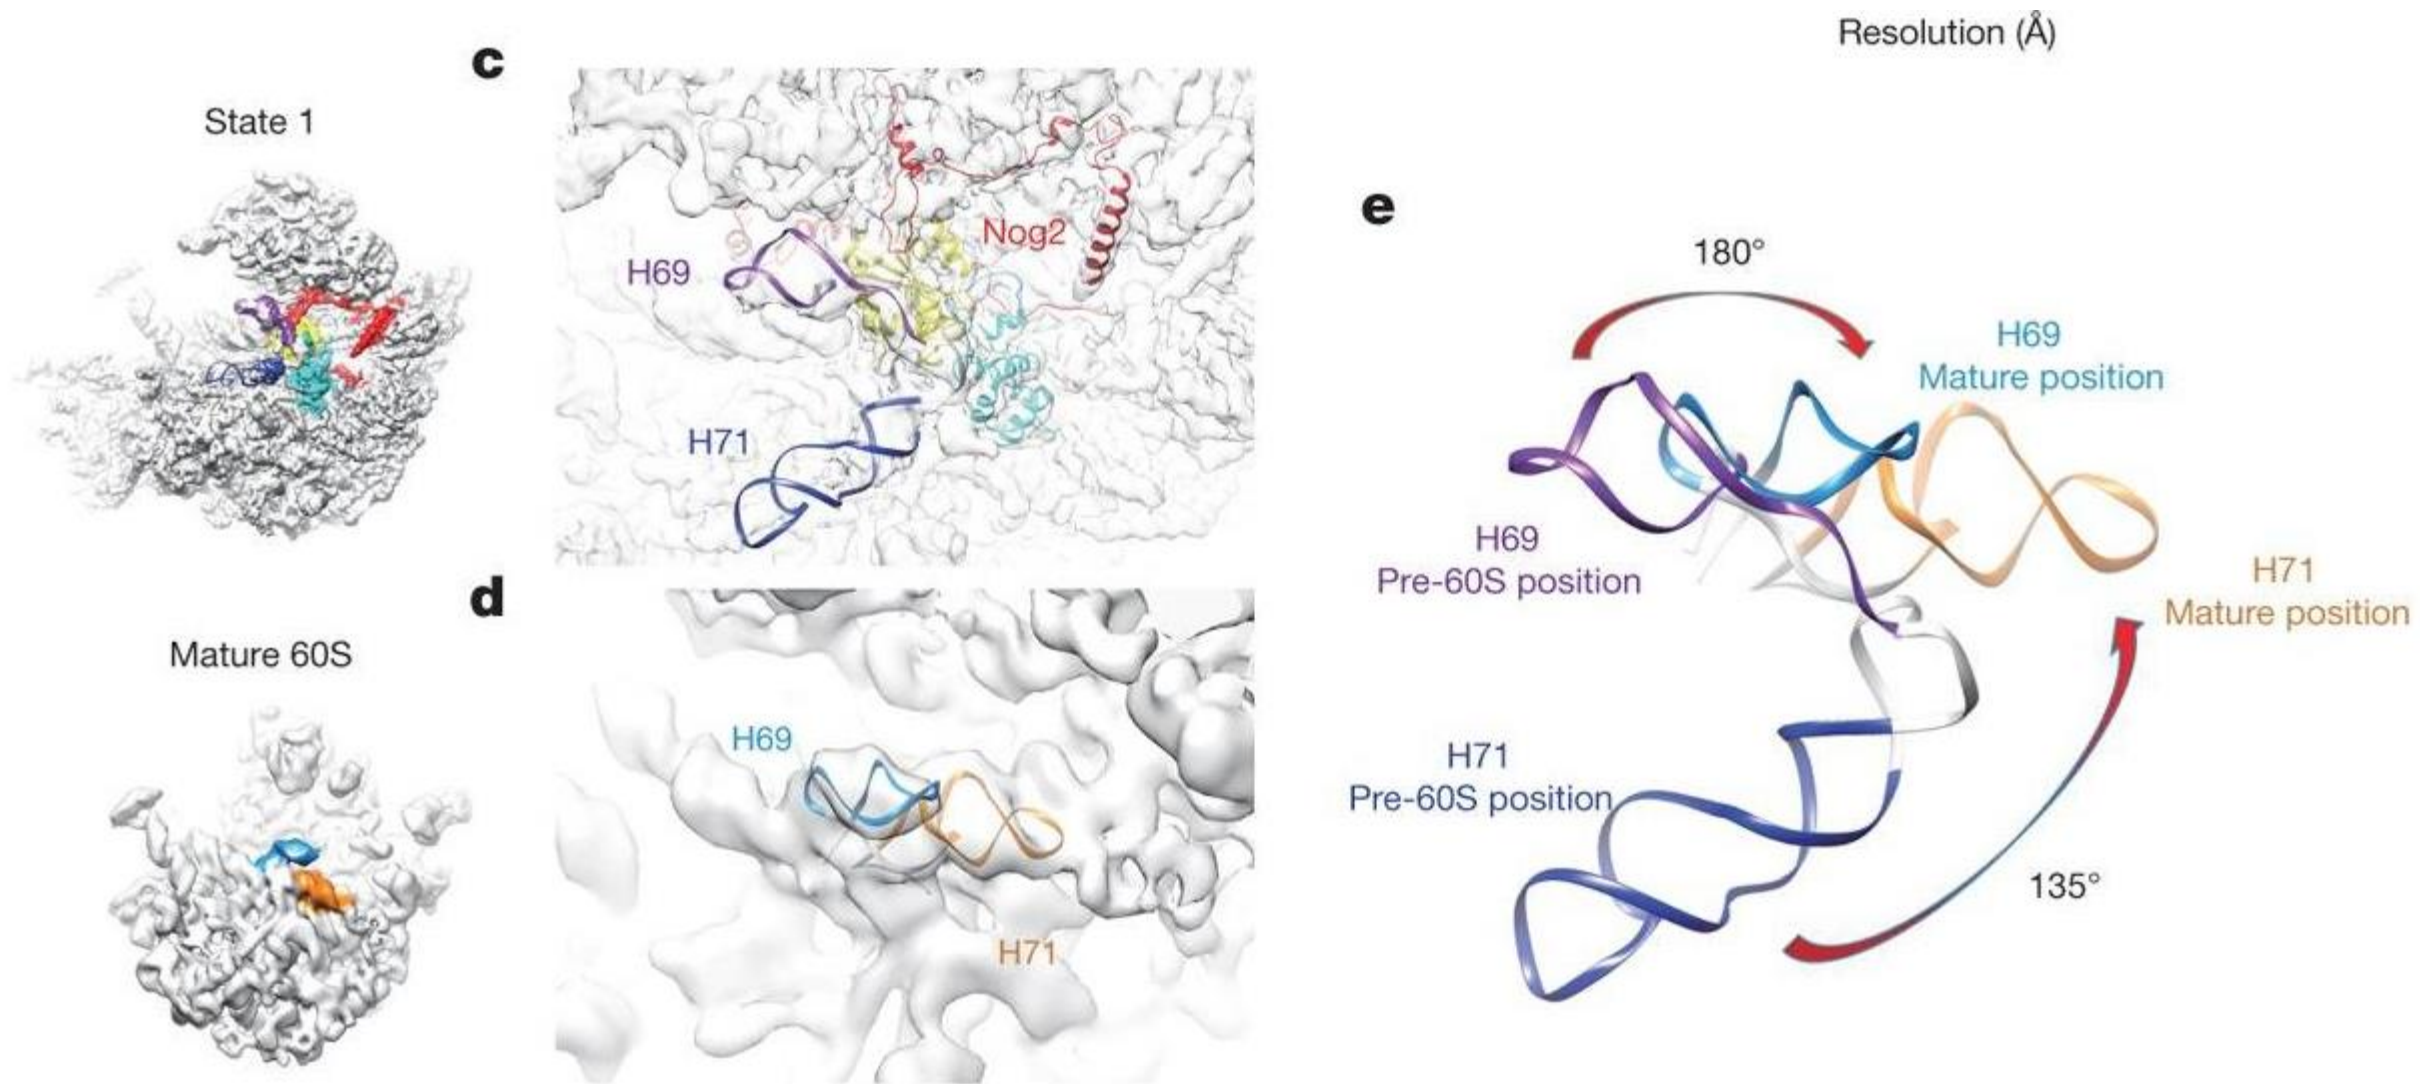 Resolution (Å)
c
State 1
H69
Nog2
H71
d
Mature 60S
H69
H71
e
180°
H69
Mature position
H69
Pre-60S position
H71
Mature position
H71
Pre-60S position
135°